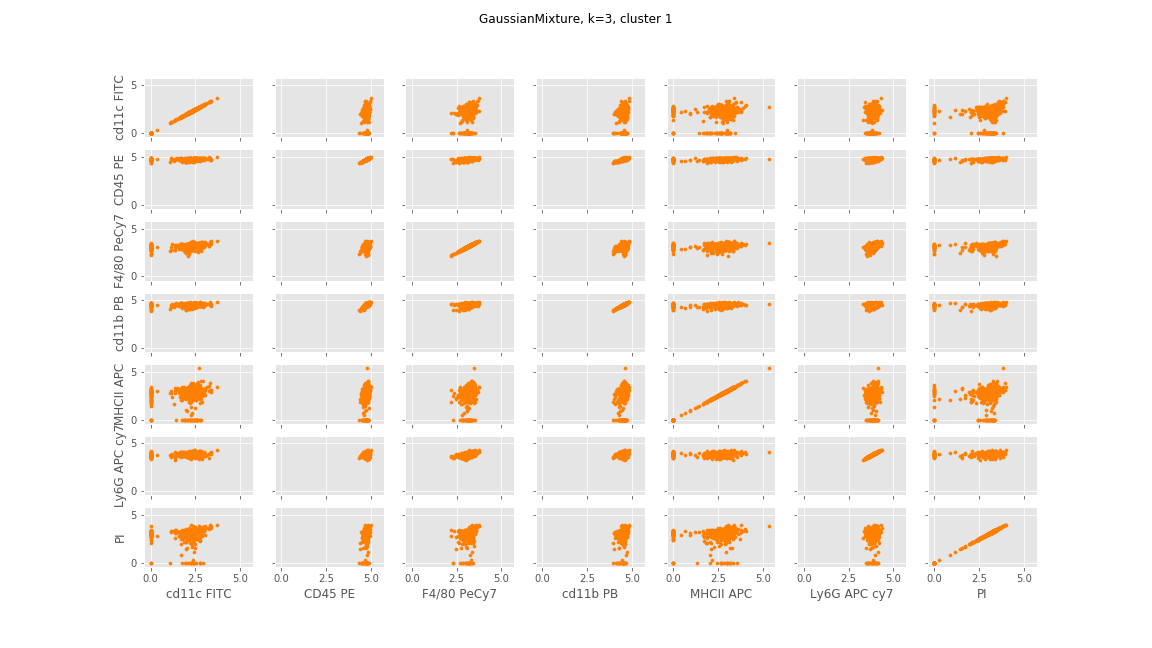 GaussianMixture, k=3, cluster 1
cd11c FITC
5
0
CD45 PE
5
0
F4/80 PeCy7
5
0
cd11b PB
5
0
MHCII APC
5
0
Ly6G APC cy7
5
0
PI
5
0
0.0 2.5 5.0 0.0 2.5 5.0 0.0 2.5 5.0 0.0 2.5 5.0 0.0 2.5 5.0 0.0 2.5 5.0 0.0 2.5 5.0
cd11c FITC CD45 PE F4/80 PeCy7 cd11b PB MHCII APC Ly6G APC cy7 PI